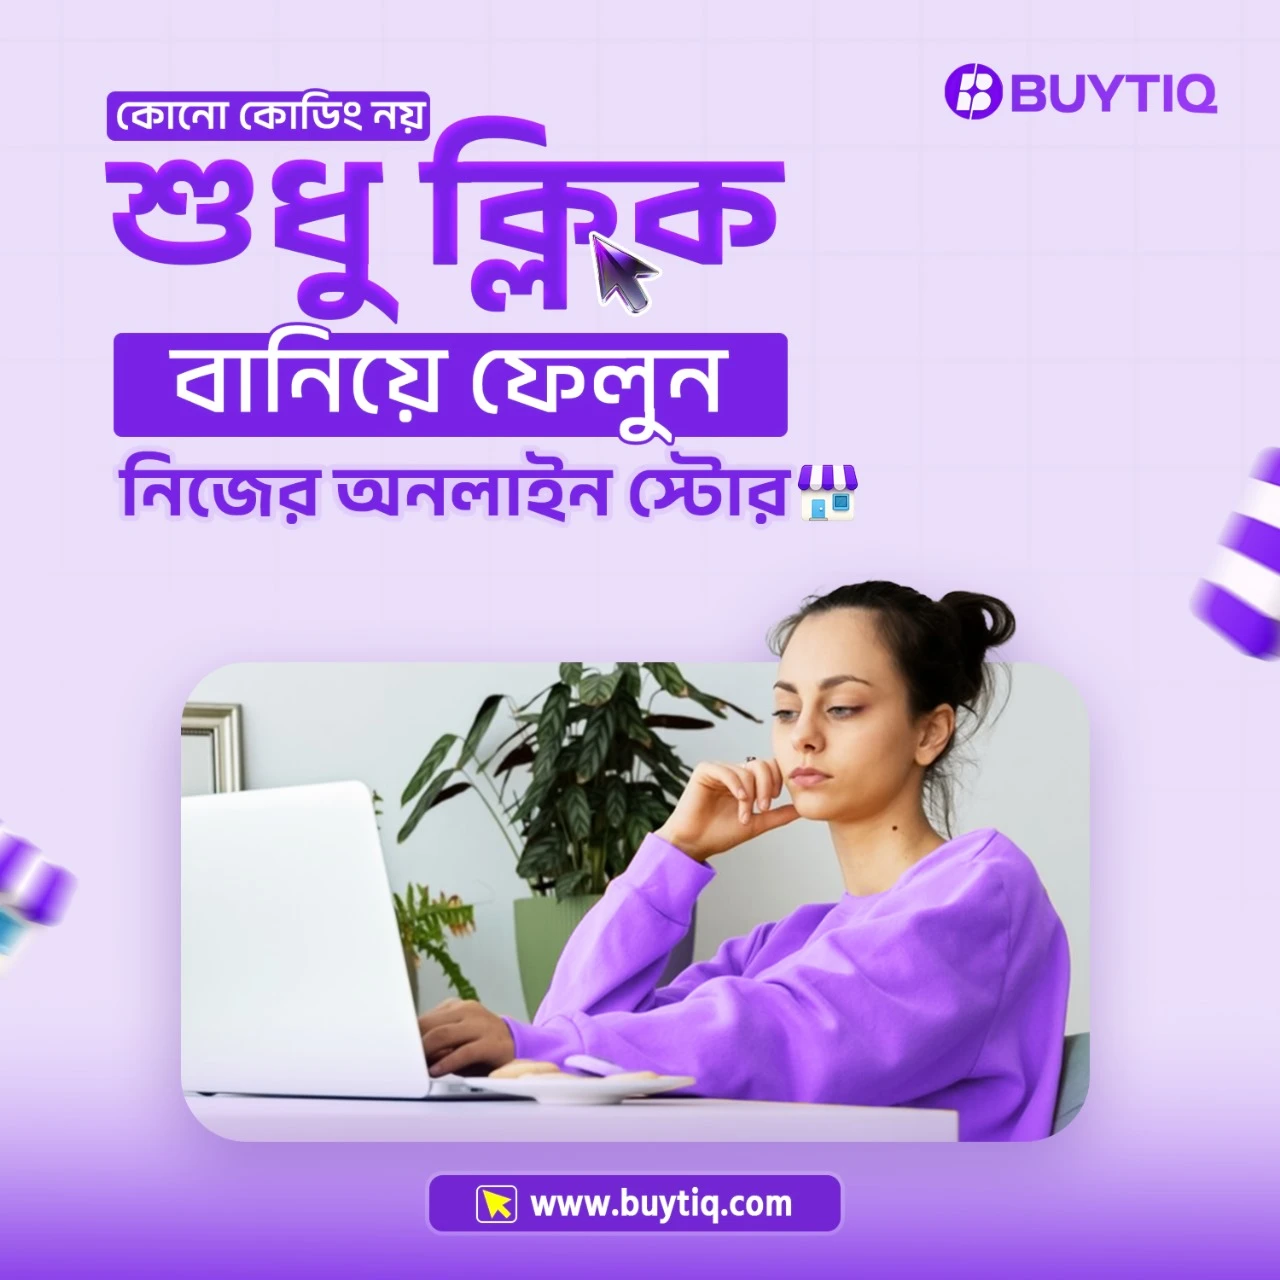 BUYTIQ
কোনো কোডিং নয়
শুধু ক্লিক
বানিয়ে ফেলুন
নিজের অনলাইন স্টোর
www.buytiq.com